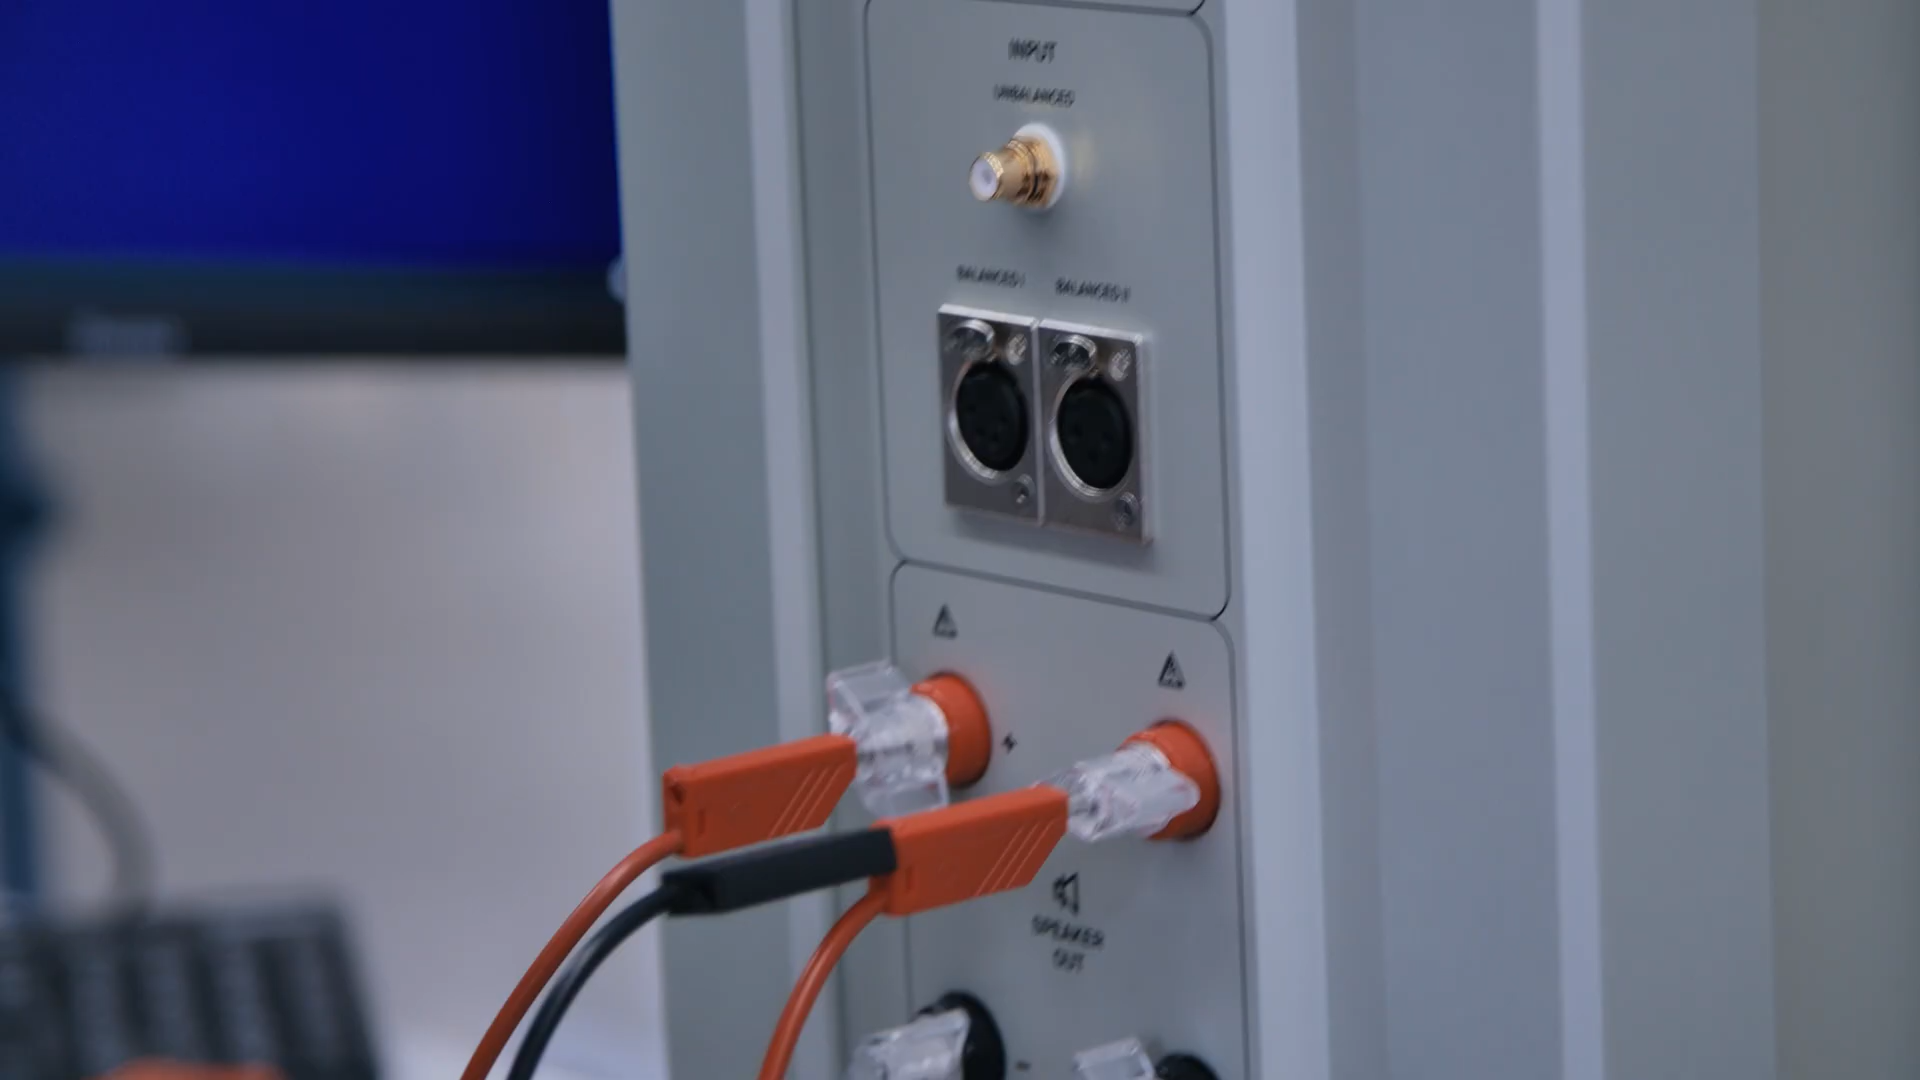 INPUT
UNBALANCED
BALANCED I BALANCED II
+
SPEAKER
OUT
-